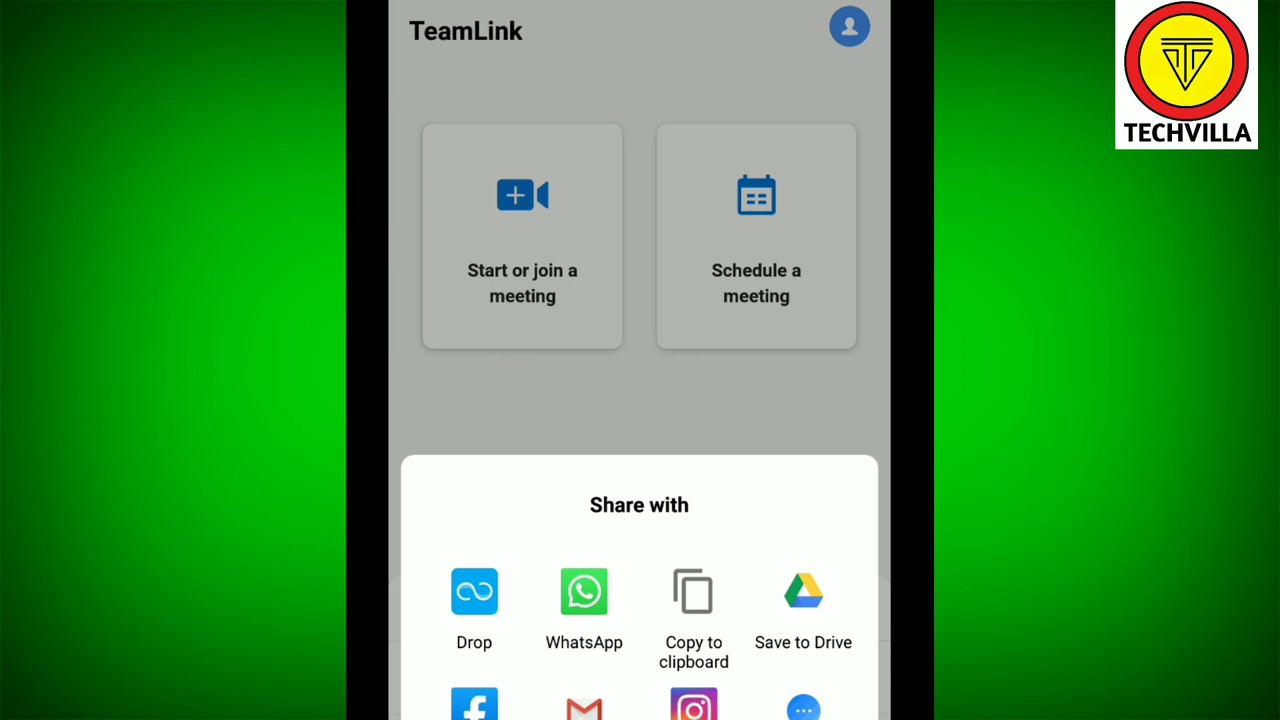 TeamLink
TECHVILLA
Start or join a
meeting
Schedule a
meeting
Share with
Drop
WhatsApp
Copy to
clipboard
Save to Drive